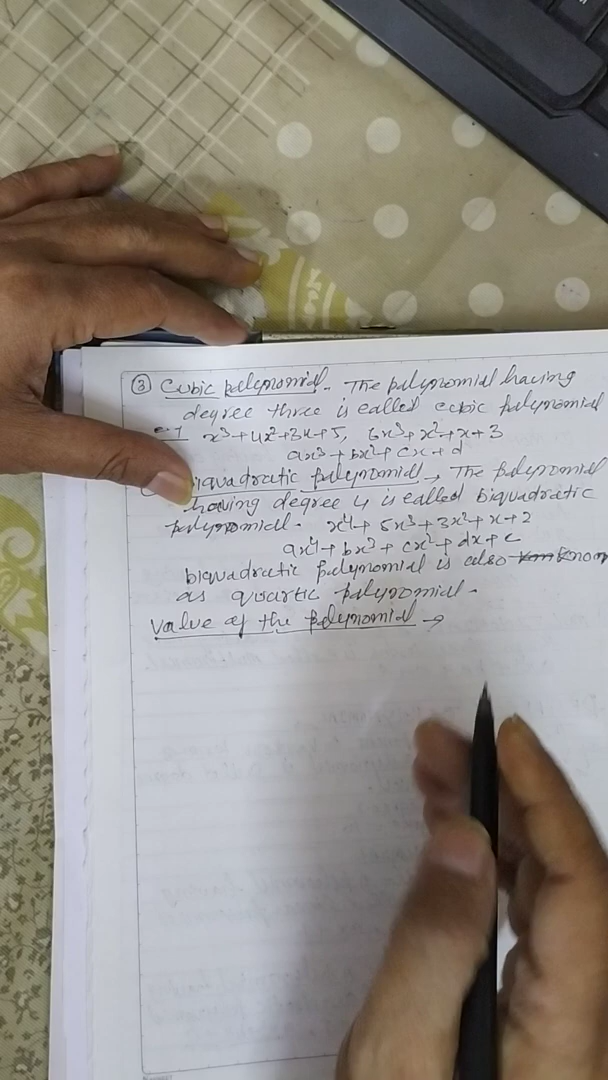 ③ Cubic polynomial - The polynomial having
degree three is called cubic polynomial
eg x³+4x²+3x+5, 6x³+x²+x+3
ax³+bx²+cx+d
Biquadratic polynomial → The polynomial
having degree 4 is called biquadratic
polynomial. x⁴+5x³+3x²+x+2
ax⁴+bx³+cx²+dx+e
biquadratic polynomial is also know
as quartic polynomial.
Value of the polynomial →